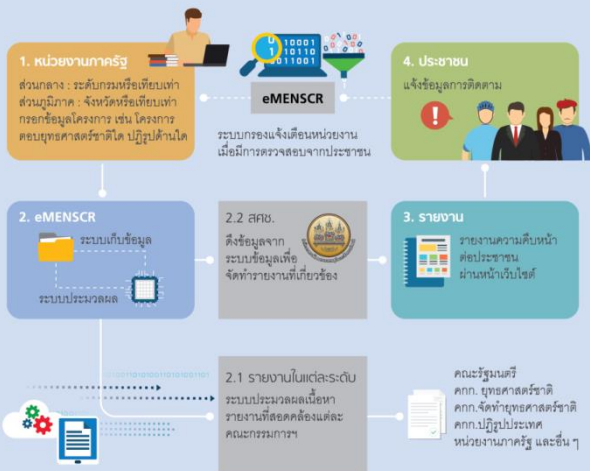 1. หน่วยงานภาครัฐ
ส่วนกลาง : ระดับกรมหรือเทียบเท่า
ส่วนภูมิภาค : จังหวัดหรือเทียบเท่า
กรอกข้อมูลโครงการ เช่น โครงการ
ตอบยุทธศาสตร์ชาติใด ปฏิรูปด้านใด
0 10001
1 10110
0011001
eMENSCR
ระบบกรองแจ้งเตือนหน่วยงาน
เมื่อมีการตรวจสอบจากประชาชน
4. ประชาชน
แจ้งข้อมูลการติดตาม
2. eMENSCR
ระบบเก็บข้อมูล
ระบบประมวลผล
2.2 สศช.
ดึงข้อมูลจาก
ระบบข้อมูลเพื่อ
จัดทำรายงานที่เกี่ยวข้อง
3. รายงาน
รายงานความคืบหน้า
ต่อประชาชน
ผ่านหน้าเว็บไซต์
2.1 รายงานในแต่ละระดับ
ระบบประมวลผลเนื้อหา
รายงานที่สอดคล้องแต่ละ
คณะกรรมการฯ
คณะรัฐมนตรี
คกก. ยุทธศาสตร์ชาติ
คกก.จัดทำยุทธศาสตร์ชาติ
คกก.ปฏิรูปประเทศ
หน่วยงานภาครัฐ และอื่น ๆ